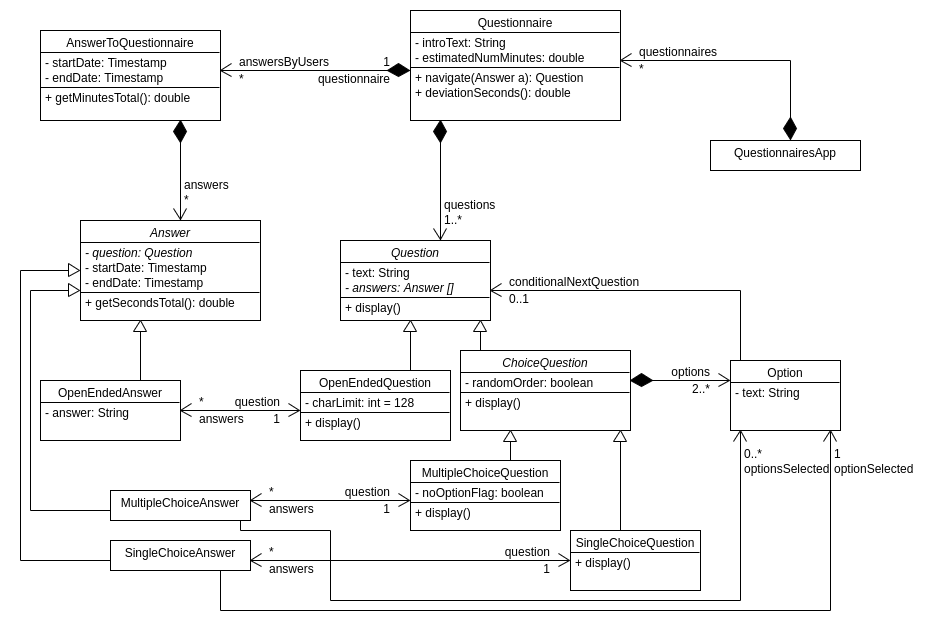 AnswerToQuestionnaire
- startDate: Timestamp
- endDate: Timestamp
+ getMinutesTotal(): double
answersByUsers
*
1
questionnaire
Questionnaire
- introText: String
- estimatedNumMinutes: double
+ navigate(Answer a): Question
+ deviationSeconds(): double
questionnaires
*
QuestionnairesApp
answers
*
questions
1..*
Answer
- question: Question
- startDate: Timestamp
- endDate: Timestamp
+ getSecondsTotal(): double
Question
- text: String
- answers: Answer []
+ display()
conditionalNextQuestion
0..1
ChoiceQuestion
- randomOrder: boolean
+ display()
options
2..*
Option
- text: String
OpenEndedAnswer
- answer: String
*
answers
question
1
OpenEndedQuestion
- charLimit: int = 128
+ display()
0..*
optionsSelected
1
optionSelected
MultipleChoiceAnswer
*
answers
question
1
MultipleChoiceQuestion
- noOptionFlag: boolean
+ display()
SingleChoiceAnswer
*
answers
question
1
SingleChoiceQuestion
+ display()